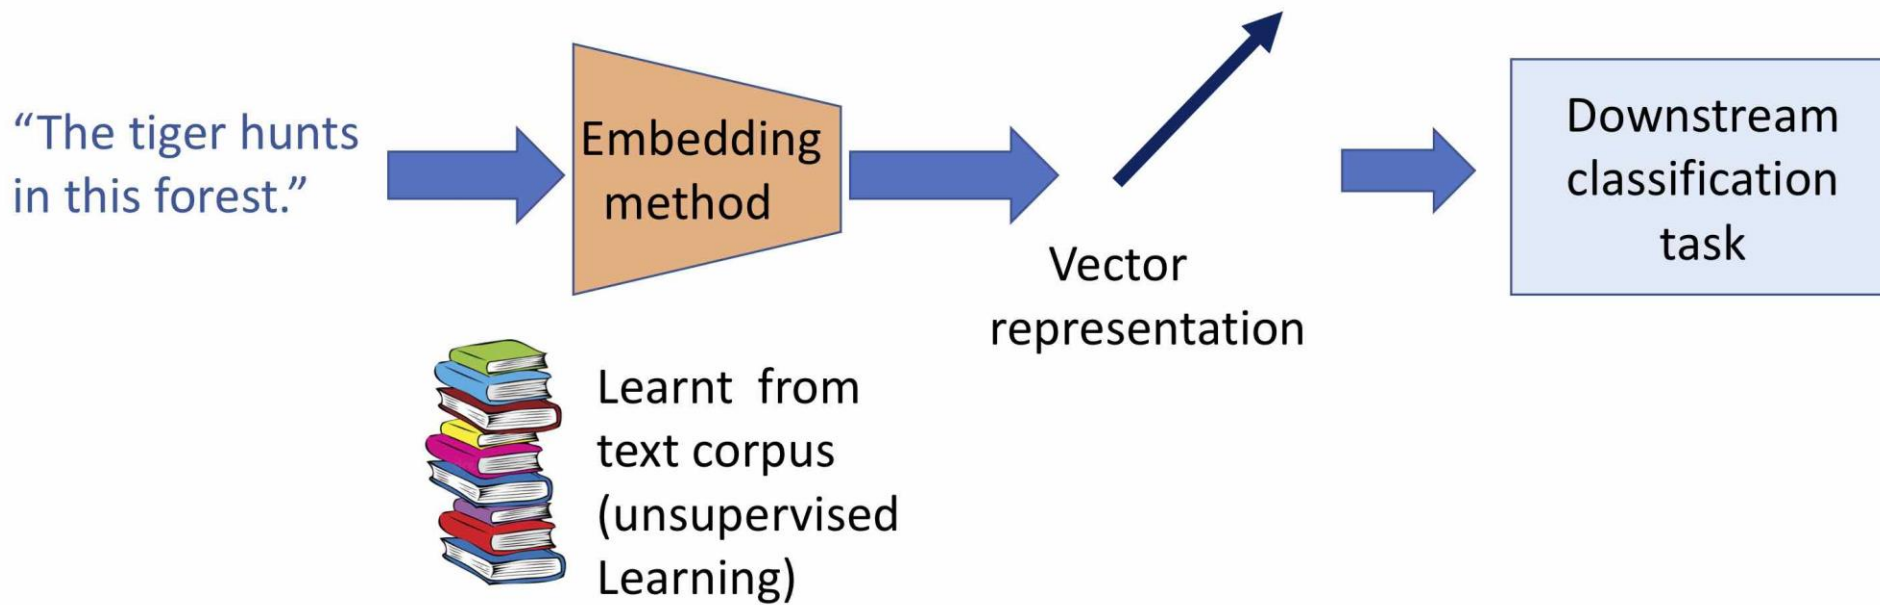 “The tiger hunts
in this forest.”
Embedding
method
Vector
representation
Downstream
classification
task
Learnt from
text corpus
(unsupervised
Learning)